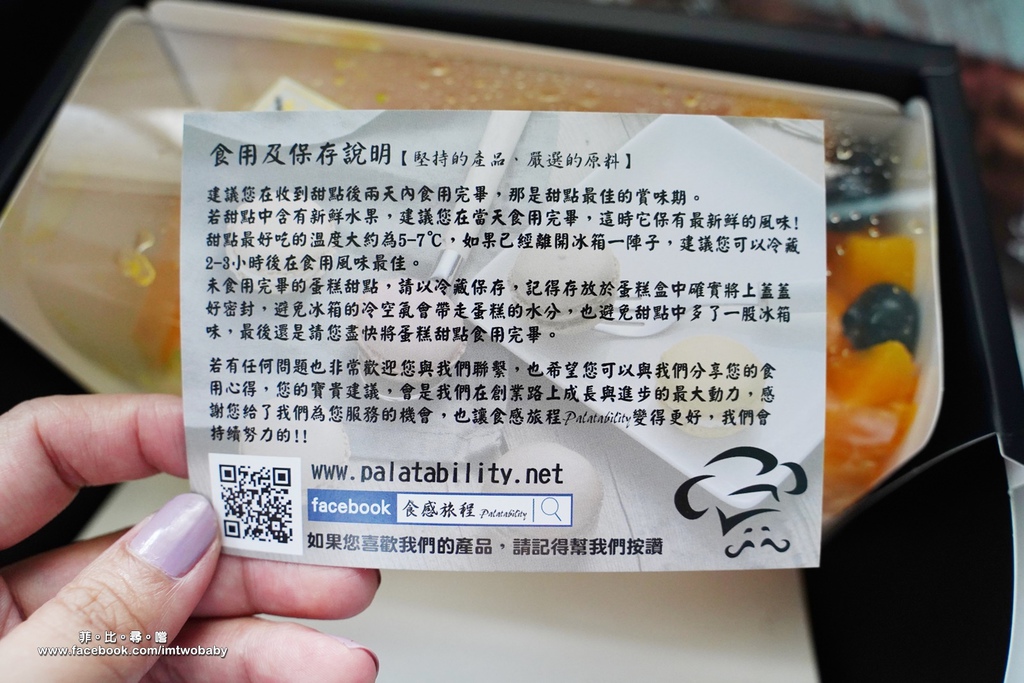 食用及保存說明【堅持的產品、嚴選的原料】
建議您在收到甜點後兩天內食用完畢，那是甜點最佳的賞味期。
若甜點中含有新鮮水果，建議您在當天食用完畢，這時它保有最新鮮的風味!
甜點最好吃的溫度大約為5-7℃，如果已經離開冰箱一陣子，建議您可以冷藏
2-3小時後在食用風味最佳。
未食用完畢的蛋糕甜點，請以冷藏保存，記得存放於蛋糕盒中確實將上蓋蓋
好密封，避免冰箱的冷空氣會帶走蛋糕的水分，也避免甜點中多了一股冰箱
味，最後還是請您盡快將蛋糕甜點食用完畢。
若有任何問題也非常歡迎您與我們聯繫，也希望您可以與我們分享您的食
用心得，您的寶貴建議，會是我們在創業路上成長與進步的最大動力，感
謝您給了我們為您服務的機會，也讓食感旅程Palatability變得更好，我們會
持續努力的!!
www.palatability.net
facebook 食感旅程 Palatability
如果您喜歡我們的產品，請記得幫我們按讚
菲。比。尋。嚐
www.facebook.com/imtwobaby